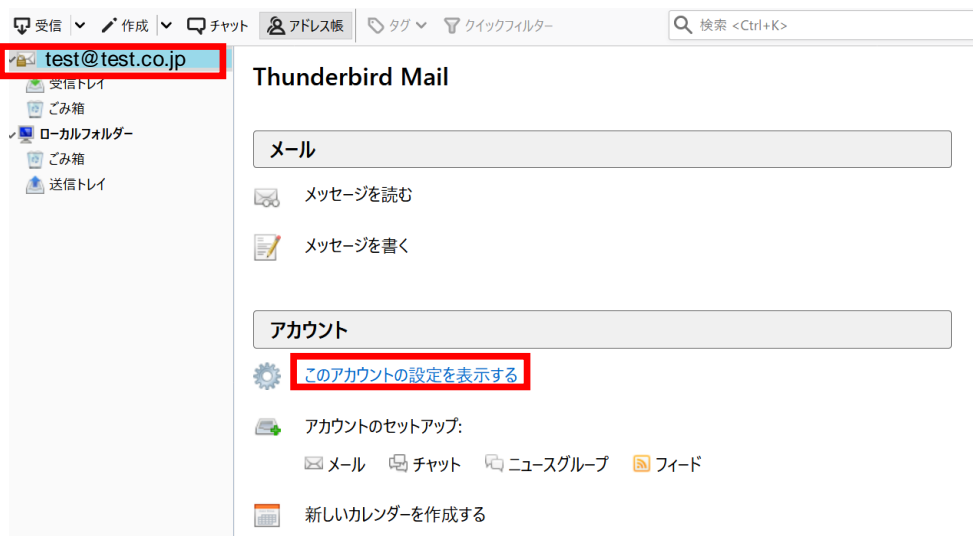 受信 作成 チャット アドレス帳 タグ クイックフィルター 検索 <Ctrl+K>
test@test.co.jp
受信トレイ
ごみ箱
ローカルフォルダー
ごみ箱
送信トレイ
Thunderbird Mail
メール
メッセージを読む
メッセージを書く
アカウント
このアカウントの設定を表示する
アカウントのセットアップ:
メール チャット ニュースグループ フィード
新しいカレンダーを作成する